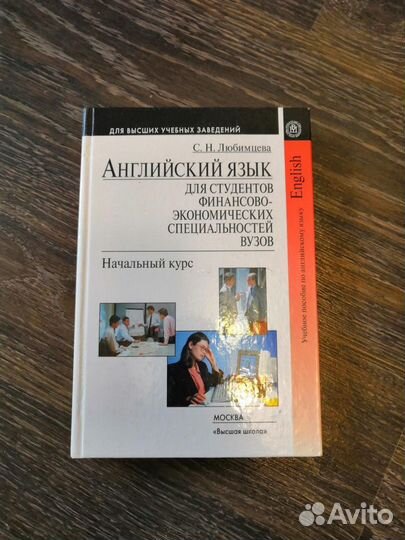 ДЛЯ ВЫСШИХ УЧЕБНЫХ ЗАВЕДЕНИЙ
С. Н. Любимцева
АНГЛИЙСКИЙ ЯЗЫК
ДЛЯ СТУДЕНТОВ
ФИНАНСОВО-
ЭКОНОМИЧЕСКИХ
СПЕЦИАЛЬНОСТЕЙ
ВУЗОВ
Начальный курс
МОСКВА
«Высшая школа»
English
Учебное пособие по английскому языку
Avito